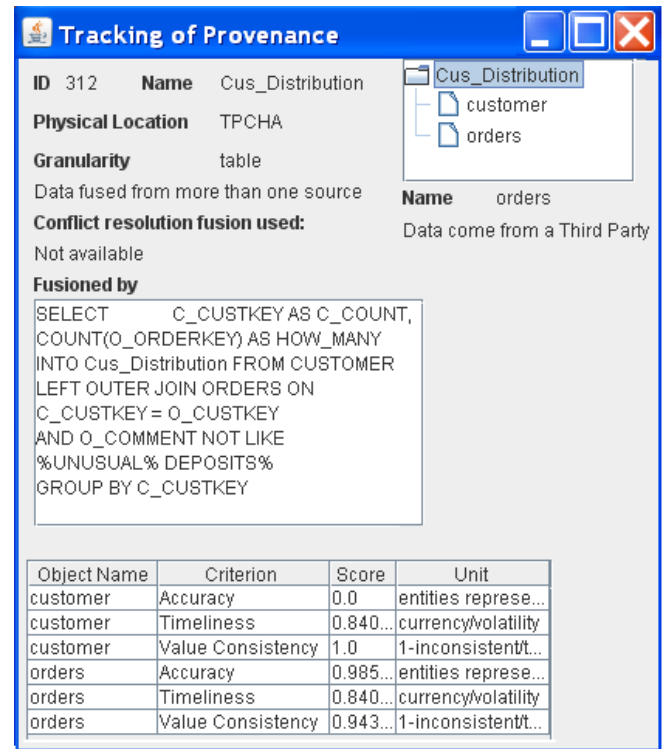 Tracking of Provenance
ID 312 Name Cus_Distribution
Physical Location TPCHA
Granularity table
Data fused from more than one source
Conflict resolution fusion used:
Not available
Cus_Distribution
customer
orders
Name orders
Data come from a Third Party
Fusioned by
SELECT C_CUSTKEY AS C_COUNT,
COUNT(O_ORDERKEY) AS HOW_MANY
INTO Cus_Distribution FROM CUSTOMER
LEFT OUTER JOIN ORDERS ON
C_CUSTKEY = O_CUSTKEY
AND O_COMMENT NOT LIKE
%UNUSUAL% DEPOSITS%
GROUP BY C_CUSTKEY
Object Name Criterion Score Unit
customer Accuracy 0.0 entities represe...
customer Timeliness 0.840... currency/volatility
customer Value Consistency 1.0 1-inconsistent/t...
orders Accuracy 0.985... entities represe...
orders Timeliness 0.840... currency/volatility
orders Value Consistency 0.943... 1-inconsistent/t...